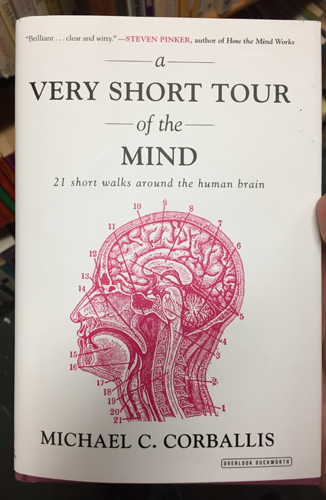 "Brilliant . . . clear and witty." —STEVEN PINKER, author of How the Mind Works
a
VERY SHORT TOUR
of the
MIND
21 short walks around the human brain
10
9
8
11
7
6
12
13
14
5
4
15
16
3
17
18
2
19
20
21
1
MICHAEL C. CORBALLIS
OVERLOOK DUCKWORTH